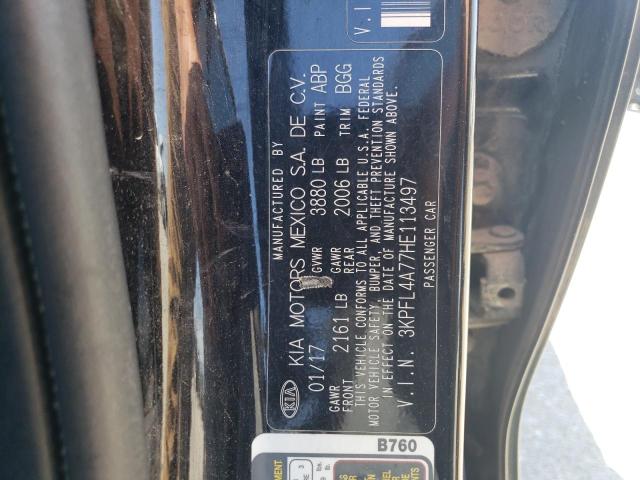 MANUFACTURED BY
KIA KIA MOTORS MEXICO S.A. DE C.V.
01/17 GVWR 3880 LB PAINT ABP
GAWR FRONT 2161 LB GAWR REAR 2006 LB TRIM BGG
THIS VEHICLE CONFORMS TO ALL APPLICABLE U.S.A. FEDERAL
MOTOR VEHICLE SAFETY, BUMPER, AND THEFT PREVENTION STANDARDS
IN EFFECT ON THE DATE OF MANUFACTURE SHOWN ABOVE.
V.I.N. 3KPFL4A77HE113497
PASSENGER CAR
V.I
B760